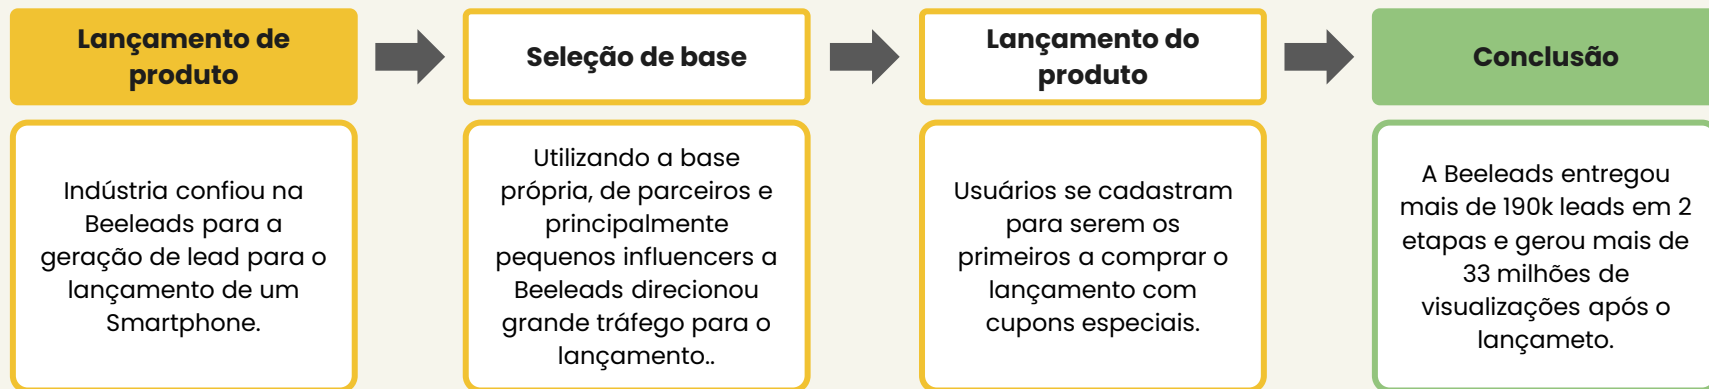 Lançamento de
produto
Indústria confiou na
Beeleads para a
geração de lead para o
lançamento de um
Smartphone.
Seleção de base
Utilizando a base
própria, de parceiros e
principalmente
pequenos influencers a
Beeleads direcionou
grande tráfego para o
lançamento..
Lançamento do
produto
Usuários se cadastram
para serem os
primeiros a comprar o
lançamento com
cupons especiais.
Conclusão
A Beeleads entregou
mais de 190k leads em 2
etapas e gerou mais de
33 milhões de
visualizações após o
lançameto.